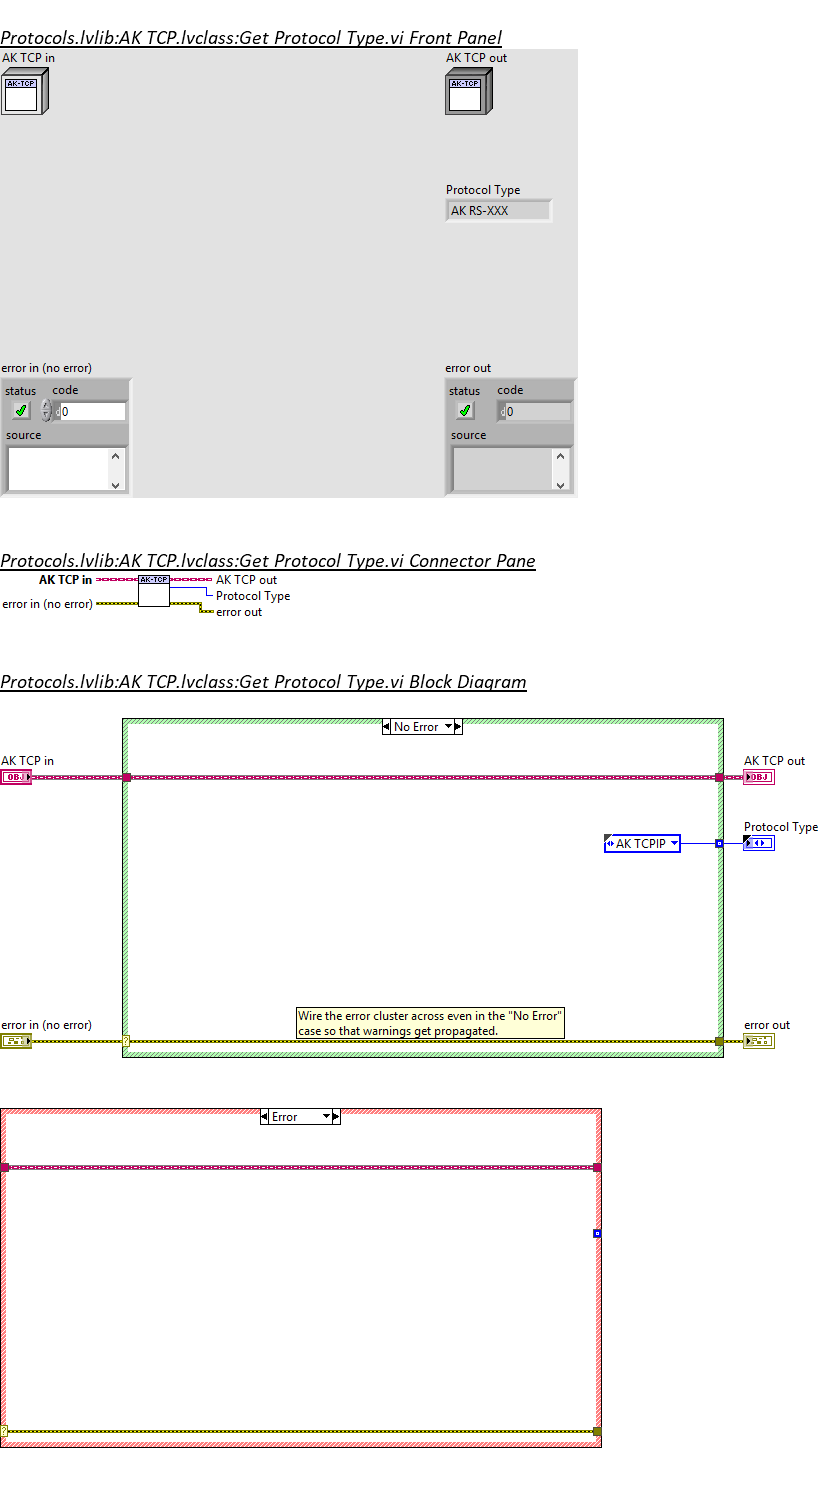 Protocols.lvlib:AK TCP.lvclass:Get Protocol Type.vi Front Panel
AK TCP in
AK TCP out
AK-TCP
AK-TCP
Protocol Type
AK RS-XXX
error in (no error)
error out
status
code
status
code
d
0
d
0
source
source
Protocols.lvlib:AK TCP.lvclass:Get Protocol Type.vi Connector Pane
AK TCP in
AK-TCP
AK TCP out
Protocol Type
error in (no error)
error out
Protocols.lvlib:AK TCP.lvclass:Get Protocol Type.vi Block Diagram
No Error
AK TCP in
AK TCP out
OBJ
OBJ
Protocol Type
AK TCPIP
Wire the error cluster across even in the "No Error"
case so that warnings get propagated.
error in (no error)
error out
?
Error
?